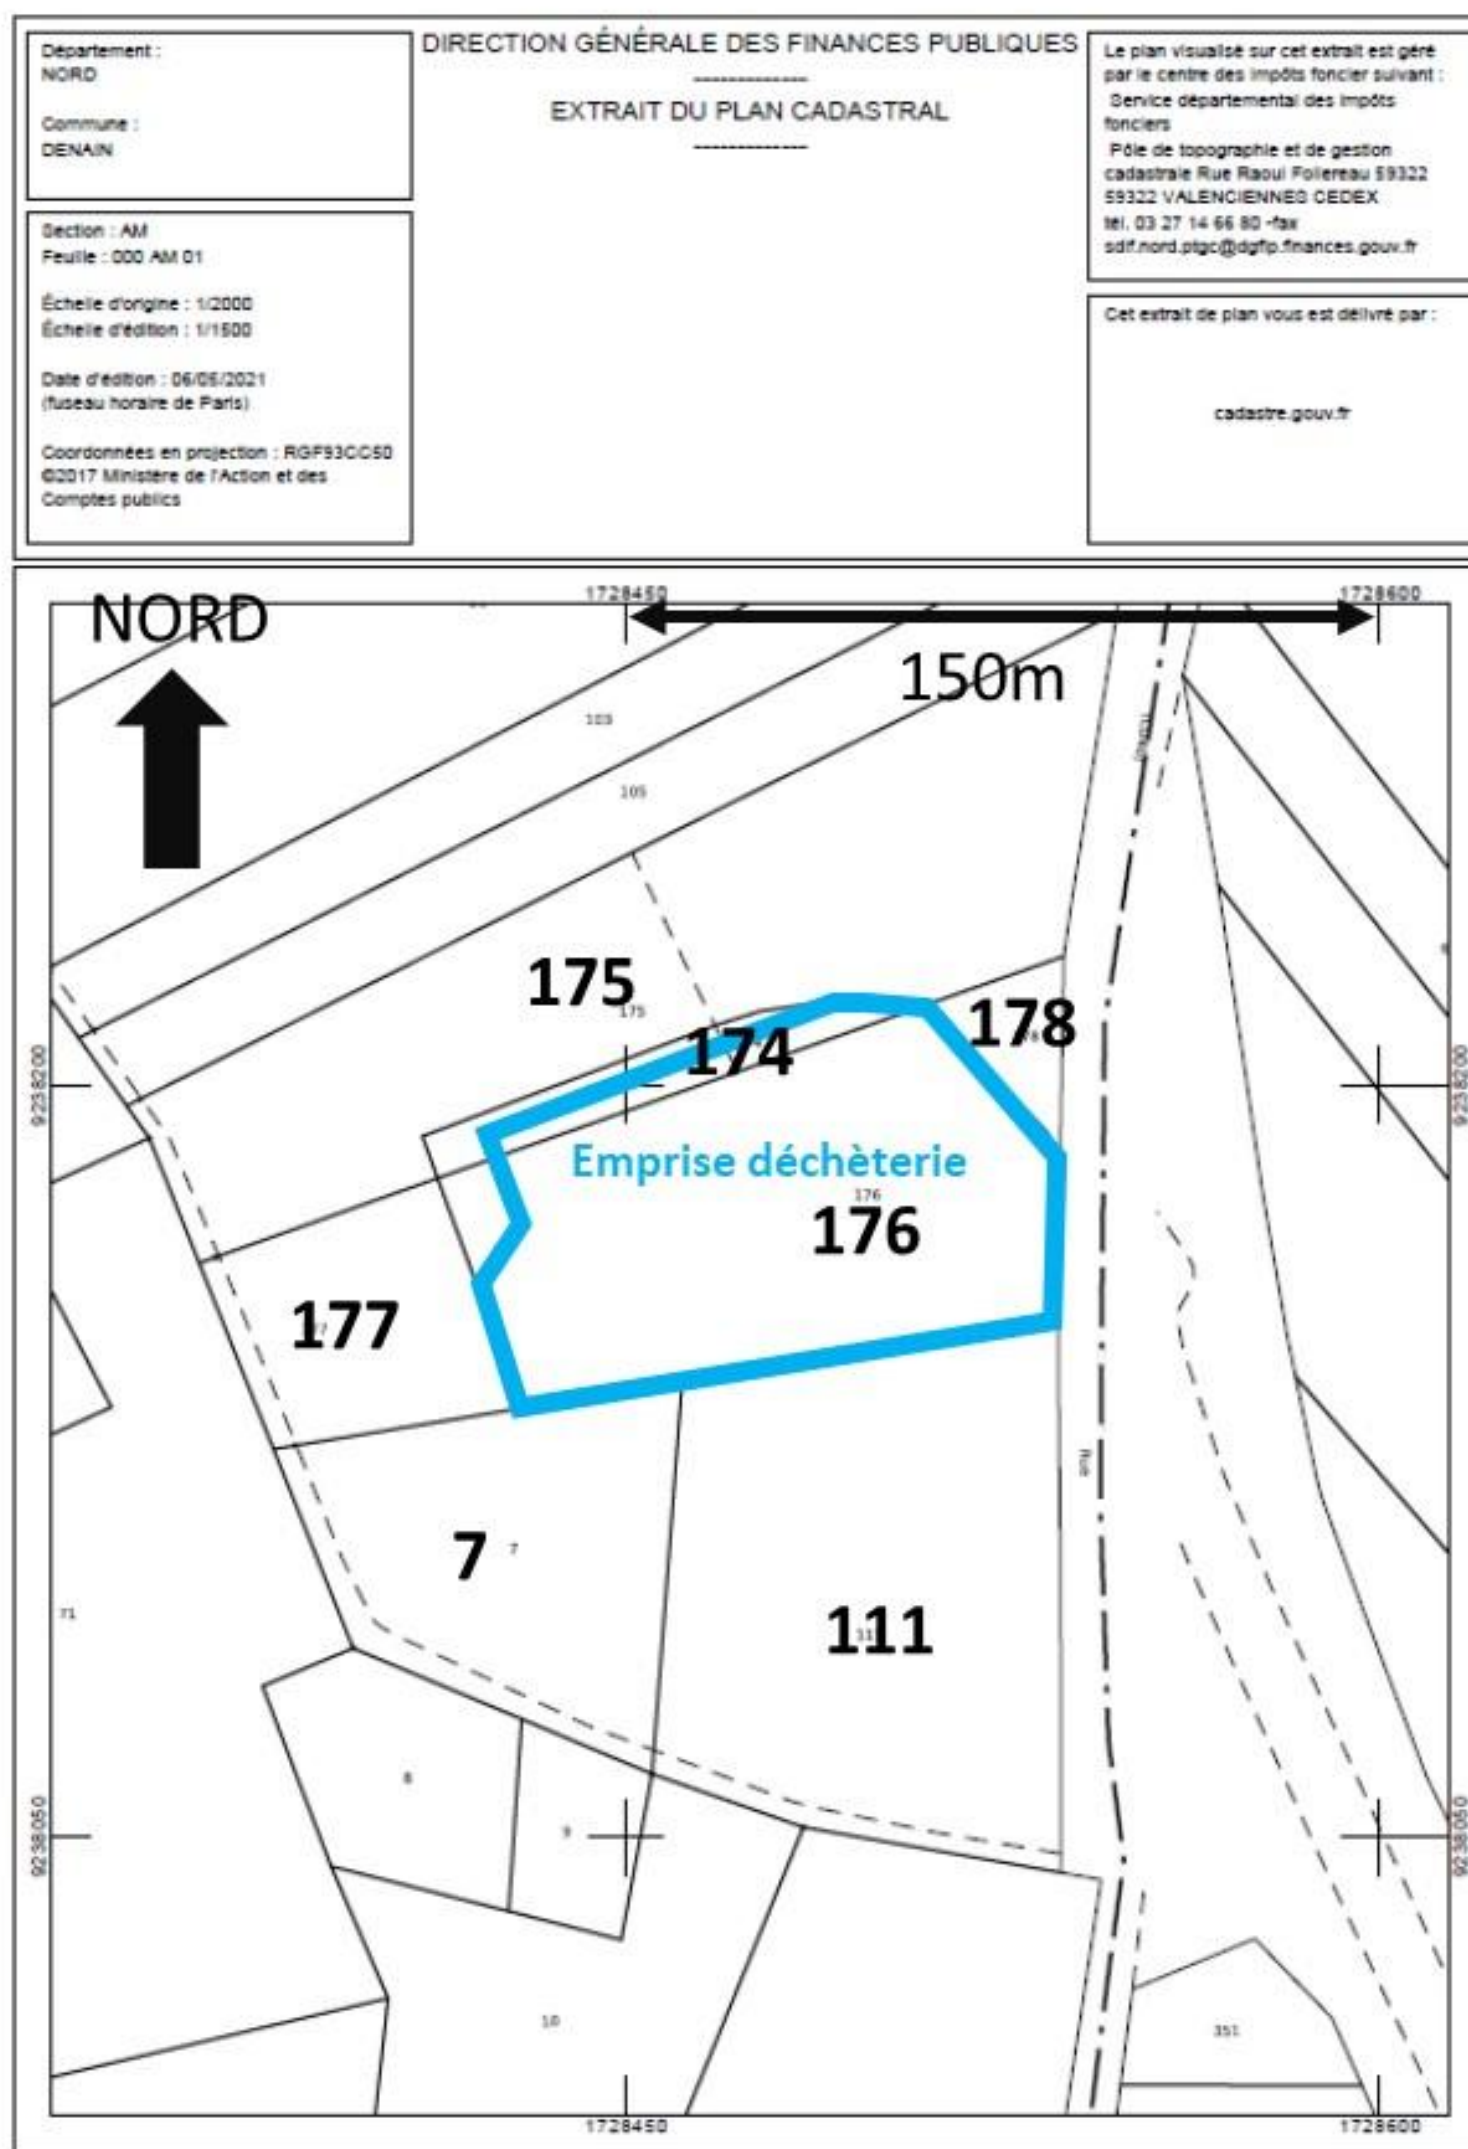 Département :
NORD
Commune :
DENAIN
Section : AM
Feuille : 000 AM 01
Échelle d'origine : 1/2000
Échelle d'édition : 1/1500
Date d'édition : 06/05/2021
(fuseau horaire de Paris)
Coordonnées en projection : RGF93CC50
©2017 Ministère de l'Action et des
Comptes publics
DIRECTION GÉNÉRALE DES FINANCES PUBLIQUES
-------------
EXTRAIT DU PLAN CADASTRAL
-------------
Le plan visualisé sur cet extrait est géré
par le centre des impôts foncier suivant :
Service départemental des impôts
fonciers
Pôle de topographie et de gestion
cadastrale Rue Raoul Follereau 59322
59322 VALENCIENNES CEDEX
tél. 03 27 14 66 80 -fax
sdif.nord.ptgc@dgfip.finances.gouv.fr
Cet extrait de plan vous est délivré par :
cadastre.gouv.fr
1728450
1728600
NORD
150m
103
105
175
175
174
178
9238200
9238200
Emprise déchèterie
176
176
177
Rue
7
7
111
71
8
9
9238050
9238050
10
351
1728450
1728600